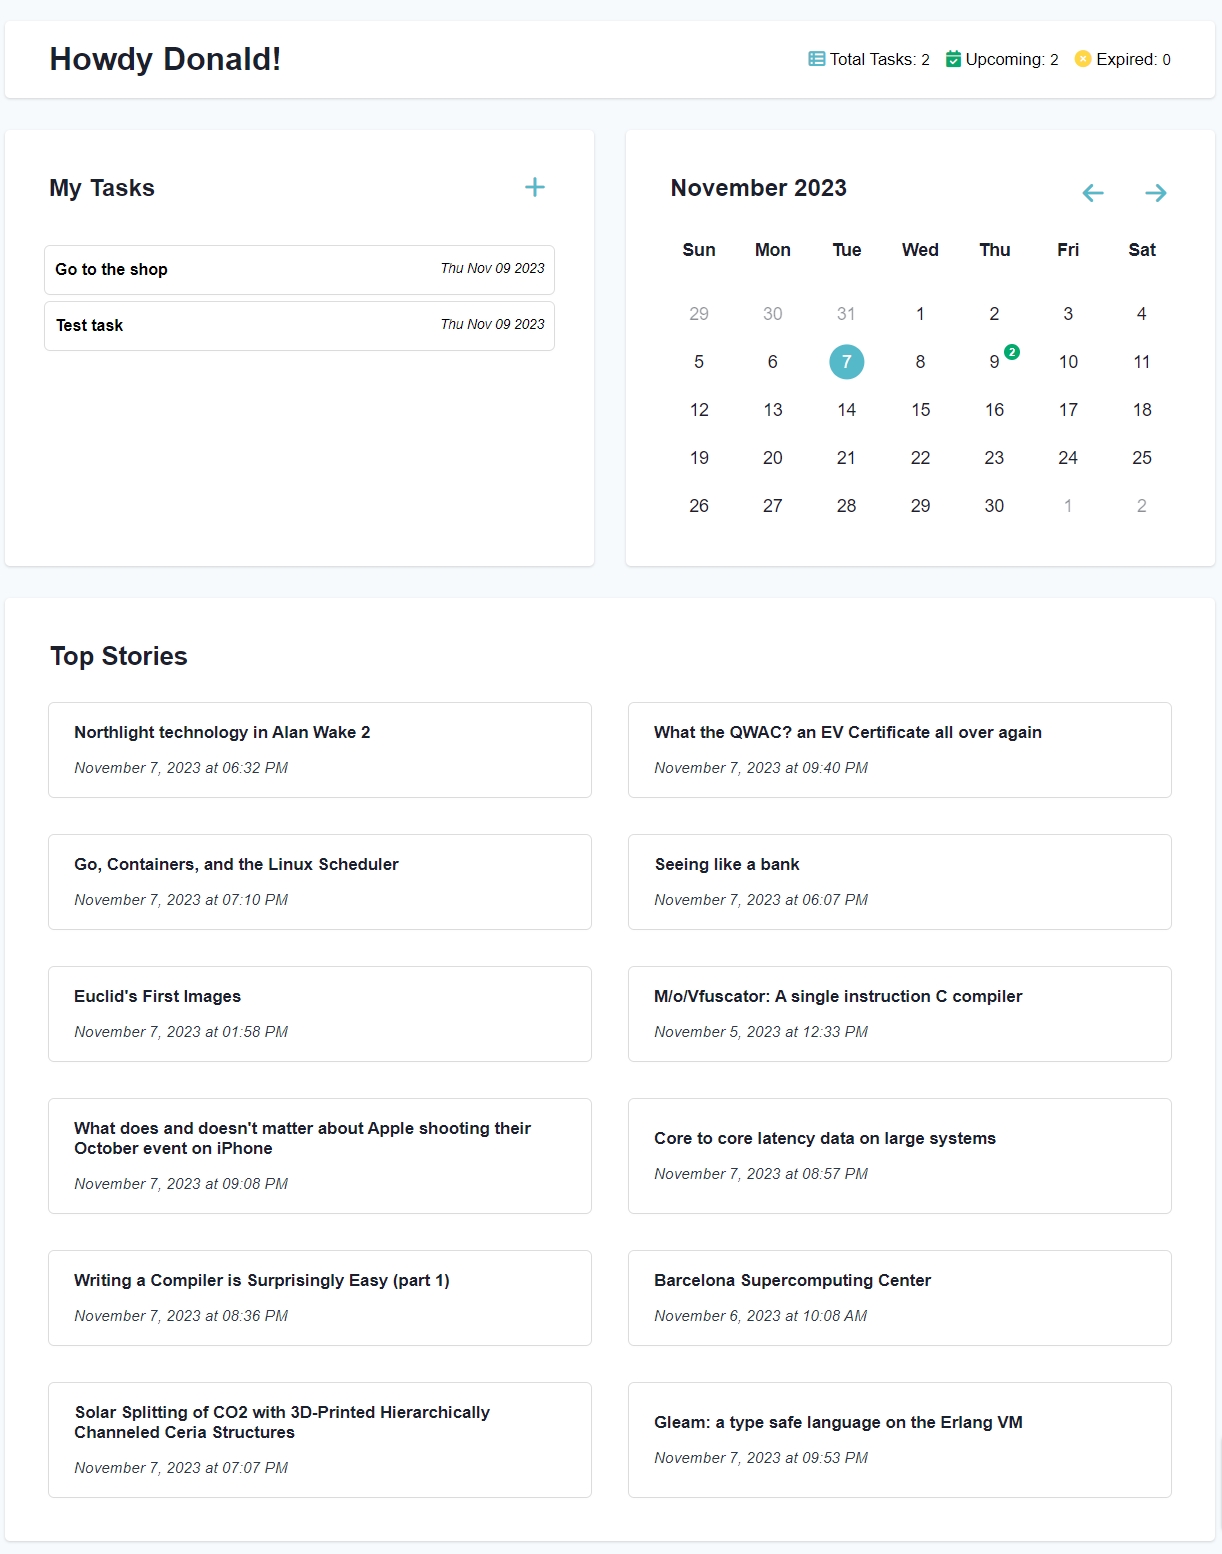 Howdy Donald!
Total Tasks: 2 Upcoming: 2 Expired: 0
My Tasks
Go to the shop Thu Nov 09 2023
Test task Thu Nov 09 2023
November 2023
Sun Mon Tue Wed Thu Fri Sat
29 30 31 1 2 3 4
5 6 7 8 9 2 10 11
12 13 14 15 16 17 18
19 20 21 22 23 24 25
26 27 28 29 30 1 2
Top Stories
Northlight technology in Alan Wake 2
November 7, 2023 at 06:32 PM
What the QWAC? an EV Certificate all over again
November 7, 2023 at 09:40 PM
Go, Containers, and the Linux Scheduler
November 7, 2023 at 07:10 PM
Seeing like a bank
November 7, 2023 at 06:07 PM
Euclid's First Images
November 7, 2023 at 01:58 PM
M/o/Vfuscator: A single instruction C compiler
November 5, 2023 at 12:33 PM
What does and doesn't matter about Apple shooting their
October event on iPhone
November 7, 2023 at 09:08 PM
Core to core latency data on large systems
November 7, 2023 at 08:57 PM
Writing a Compiler is Surprisingly Easy (part 1)
November 7, 2023 at 08:36 PM
Barcelona Supercomputing Center
November 6, 2023 at 10:08 AM
Solar Splitting of CO2 with 3D-Printed Hierarchically
Channeled Ceria Structures
November 7, 2023 at 07:07 PM
Gleam: a type safe language on the Erlang VM
November 7, 2023 at 09:53 PM